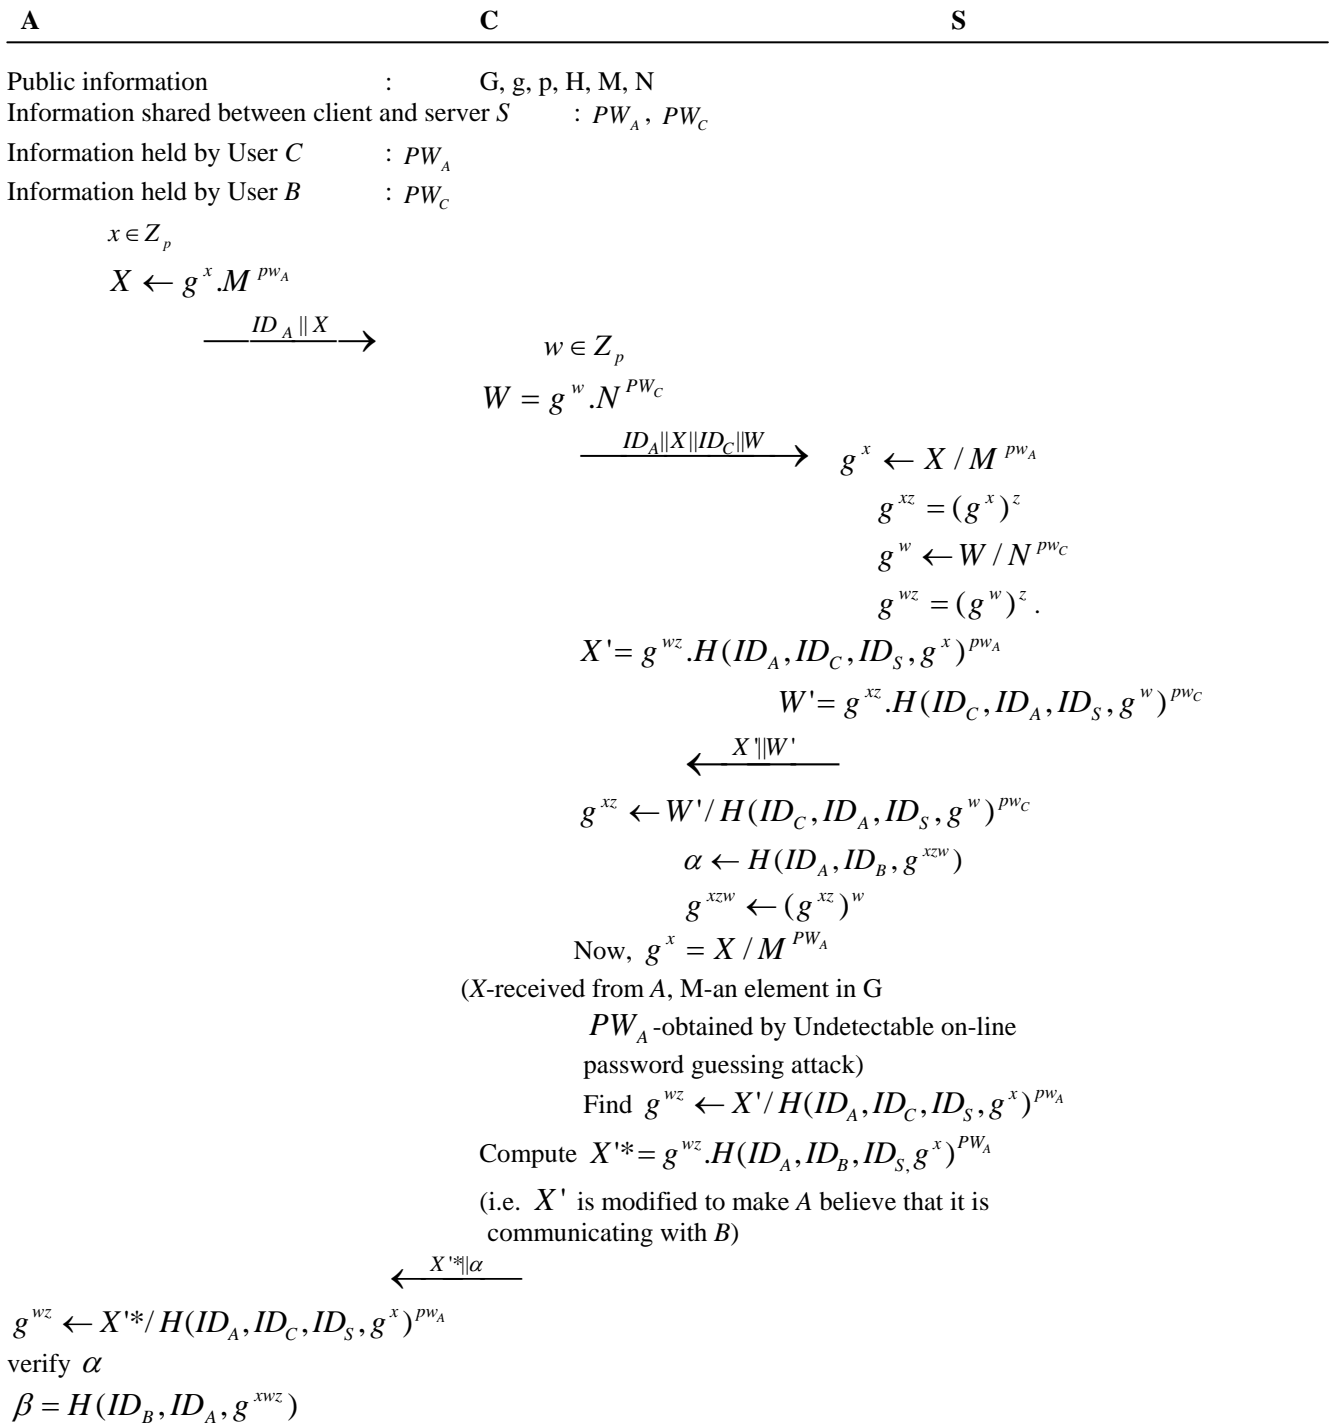 A C S
Public information : G, g, p, H, M, N
Information shared between client and server S : PW_A , PW_C
Information held by User C : PW_A
Information held by User B : PW_C
x ∈ Z_p
X ← g^x.M^{pw_A}
ID_A || X
w ∈ Z_p
W = g^w.N^{PW_C}
ID_A||X||ID_C||W
g^x ← X / M^{pw_A}
g^{xz} = (g^x)^z
g^w ← W / N^{pw_C}
g^{wz} = (g^w)^z .
X'= g^{wz}.H(ID_A, ID_C, ID_S, g^x)^{pw_A}
W'= g^{xz}.H(ID_C, ID_A, ID_S, g^w)^{pw_C}
X'||W'
g^{xz} ← W'/ H(ID_C, ID_A, ID_S, g^w)^{pw_C}
α ← H(ID_A, ID_B, g^{xzw})
g^{xzw} ← (g^{xz})^w
Now, g^x = X / M^{PW_A}
(X-received from A, M-an element in G
PW_A -obtained by Undetectable on-line
password guessing attack)
Find g^{wz} ← X'/ H(ID_A, ID_C, ID_S, g^x)^{pw_A}
Compute X'*= g^{wz}.H(ID_A, ID_B, ID_{S,} g^x)^{PW_A}
(i.e. X' is modified to make A believe that it is
communicating with B)
X'*||α
g^{wz} ← X'*/ H(ID_A, ID_C, ID_S, g^x)^{pw_A}
verify α
β = H(ID_B, ID_A, g^{xwz})